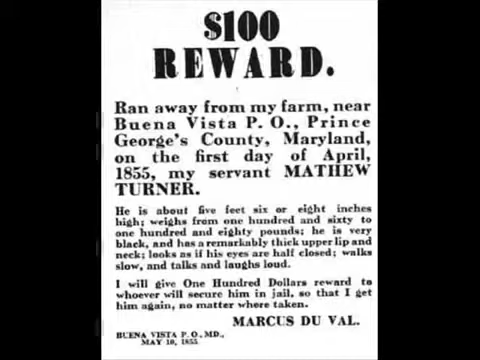 $100
REWARD.
Ran away from my farm, near
Buena Vista P. O., Prince
George's County, Maryland,
on the first day of April,
1855, my servant MATHEW
TURNER.
He is about five feet six or eight inches
high; weighs from one hundred and sixty to
one hundred and eighty pounds; he is very
black, and has a remarkably thick upper lip and
neck; looks as if his eyes are half closed; walks
slow, and talks and laughs loud.
I will give One Hundred Dollars reward to
whoever will secure him in jail, so that I get
him again, no matter where taken.
MARCUS DU VAL.
BUENA VISTA P. O., MD.,
MAY 10, 1855.